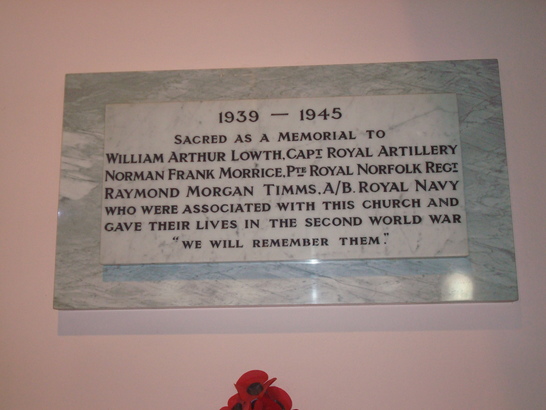 1939 — 1945
SACRED AS A MEMORIAL TO
WILLIAM ARTHUR LOWTH, CAPT ROYAL ARTILLERY
NORMAN FRANK MORRICE, PTE ROYAL NORFOLK REGT
RAYMOND MORGAN TIMMS, A/B. ROYAL NAVY
WHO WERE ASSOCIATED WITH THIS CHURCH AND
GAVE THEIR LIVES IN THE SECOND WORLD WAR
"WE WILL REMEMBER THEM."